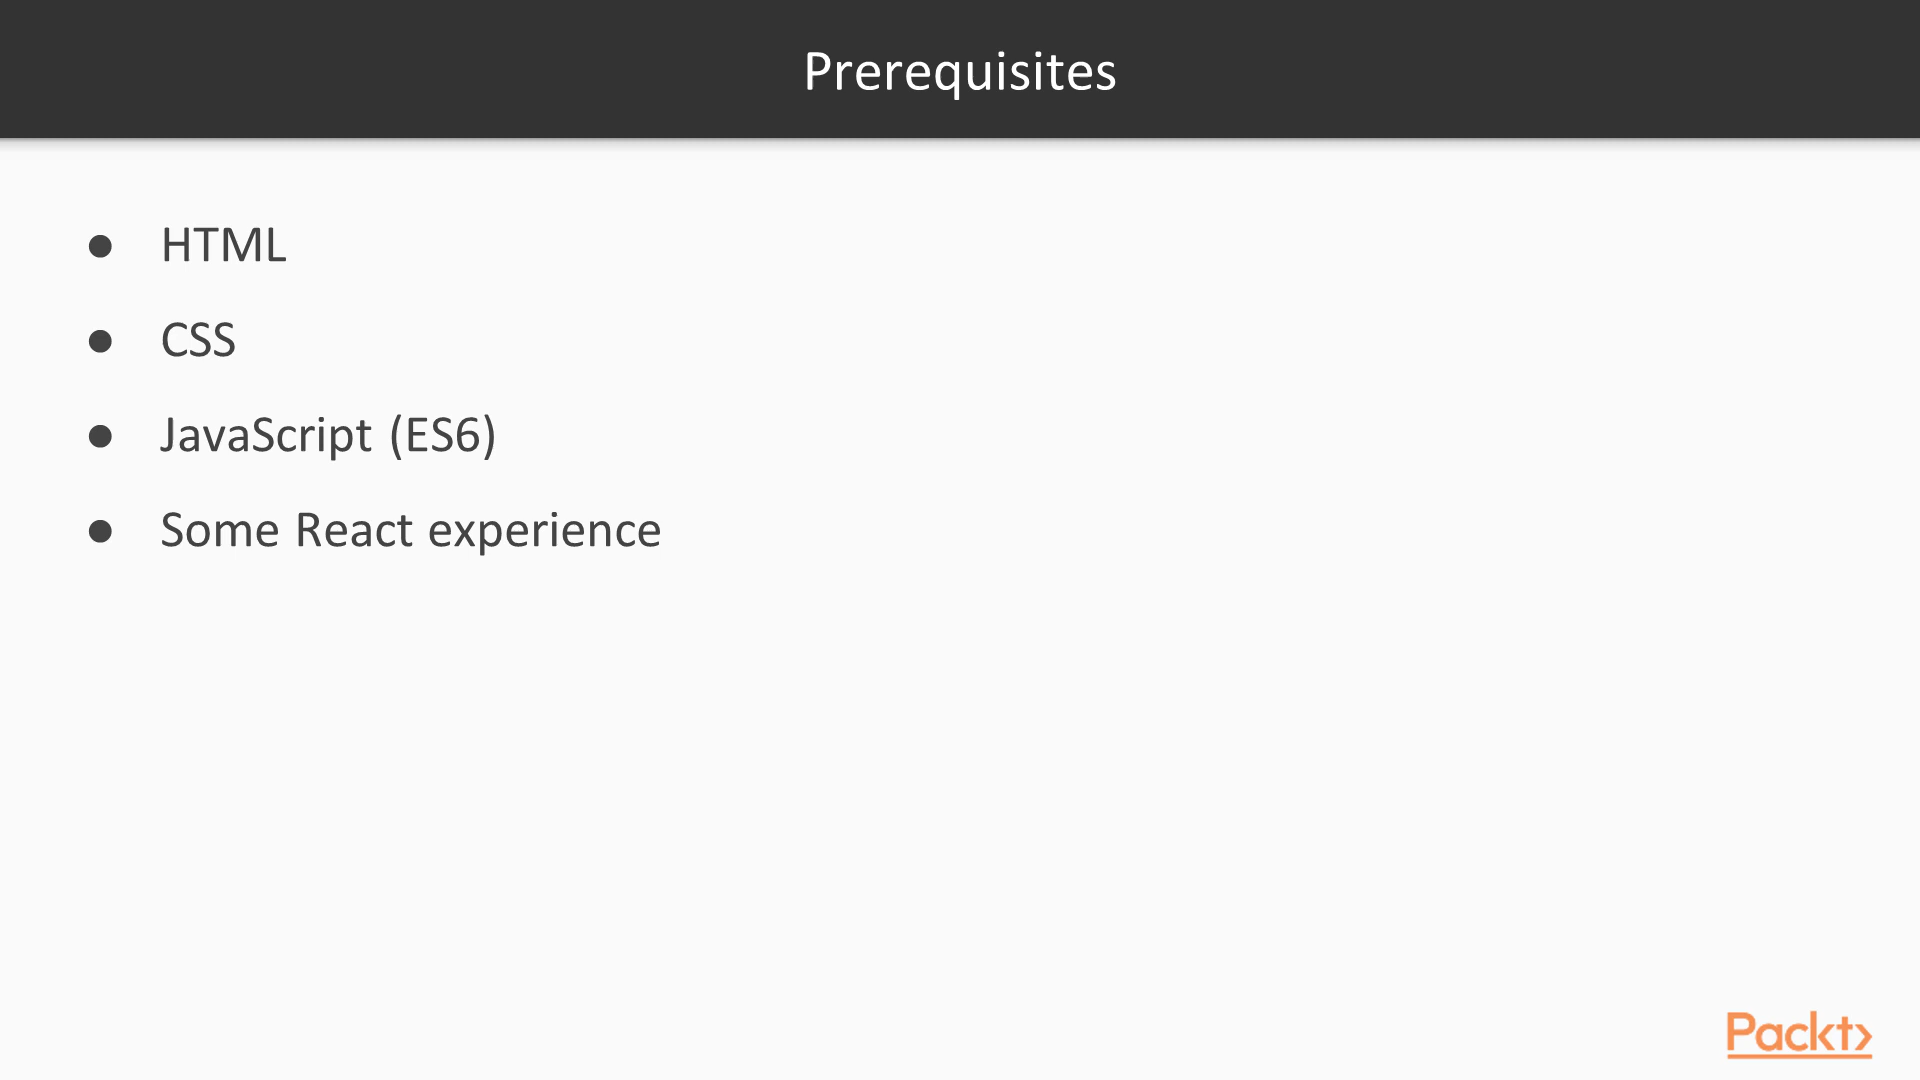 Prerequisites
● HTML
● CSS
● JavaScript (ES6)
● Some React experience
Packt>